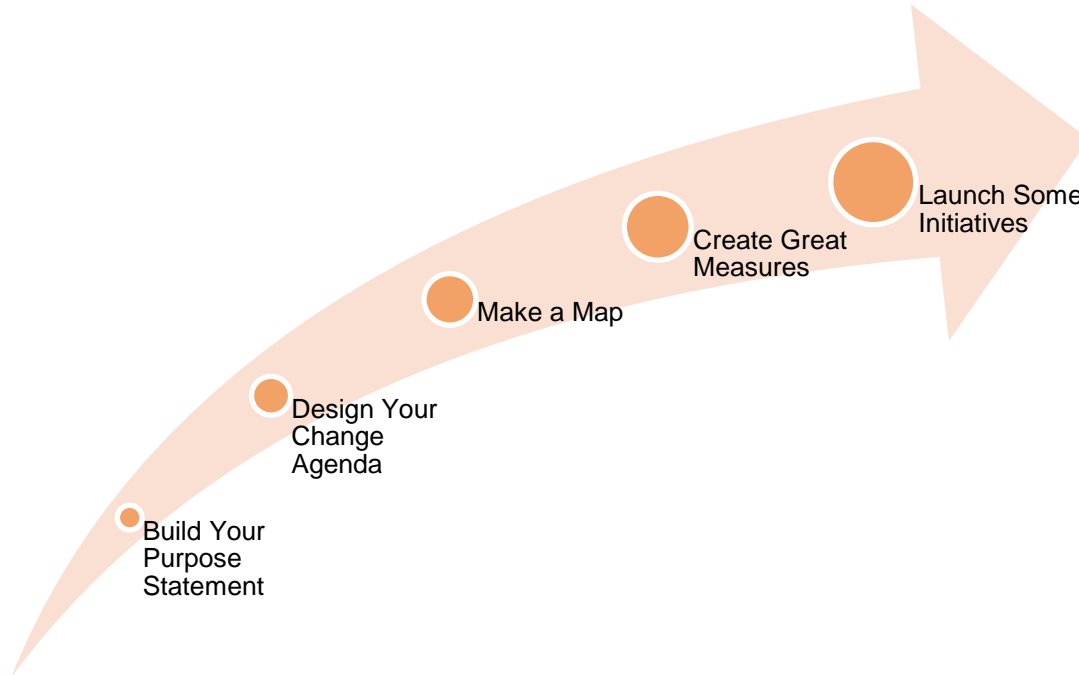 Build Your
Purpose
Statement
Design Your
Change
Agenda
Make a Map
Create Great
Measures
Launch Some
Initiatives